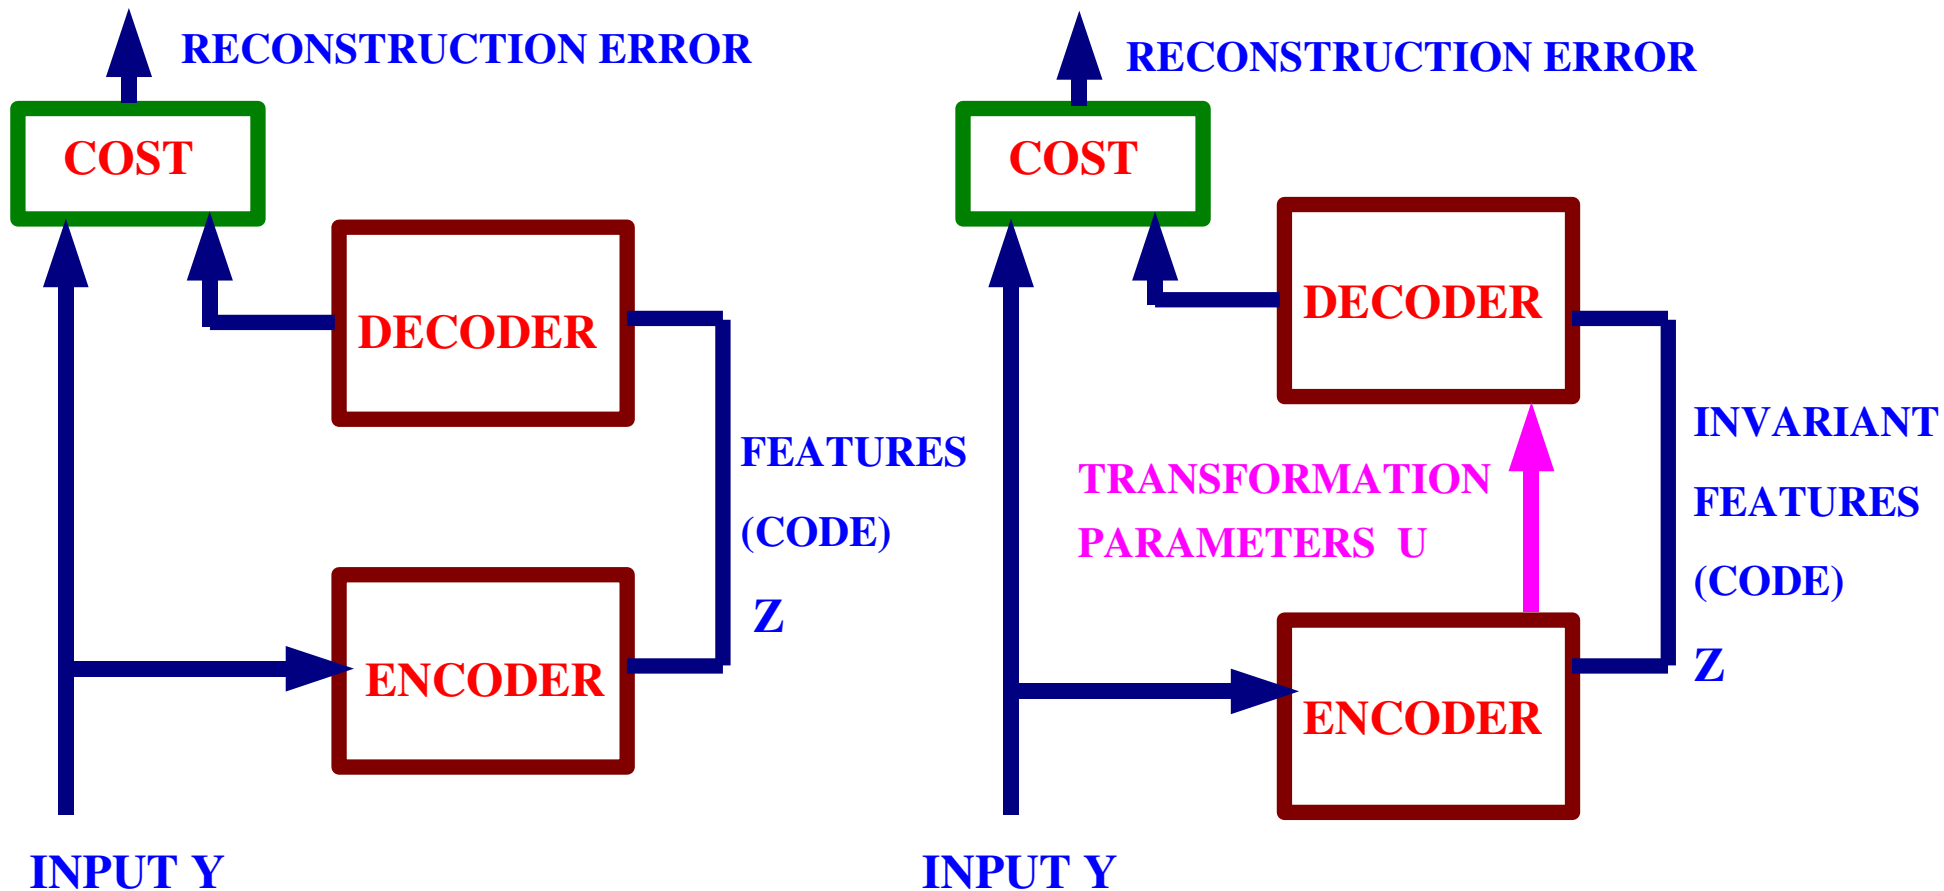 RECONSTRUCTION ERROR
COST
DECODER
FEATURES
(CODE)
Z
ENCODER
INPUT Y
RECONSTRUCTION ERROR
COST
DECODER
TRANSFORMATION
PARAMETERS U
INVARIANT
FEATURES
(CODE)
Z
ENCODER
INPUT Y